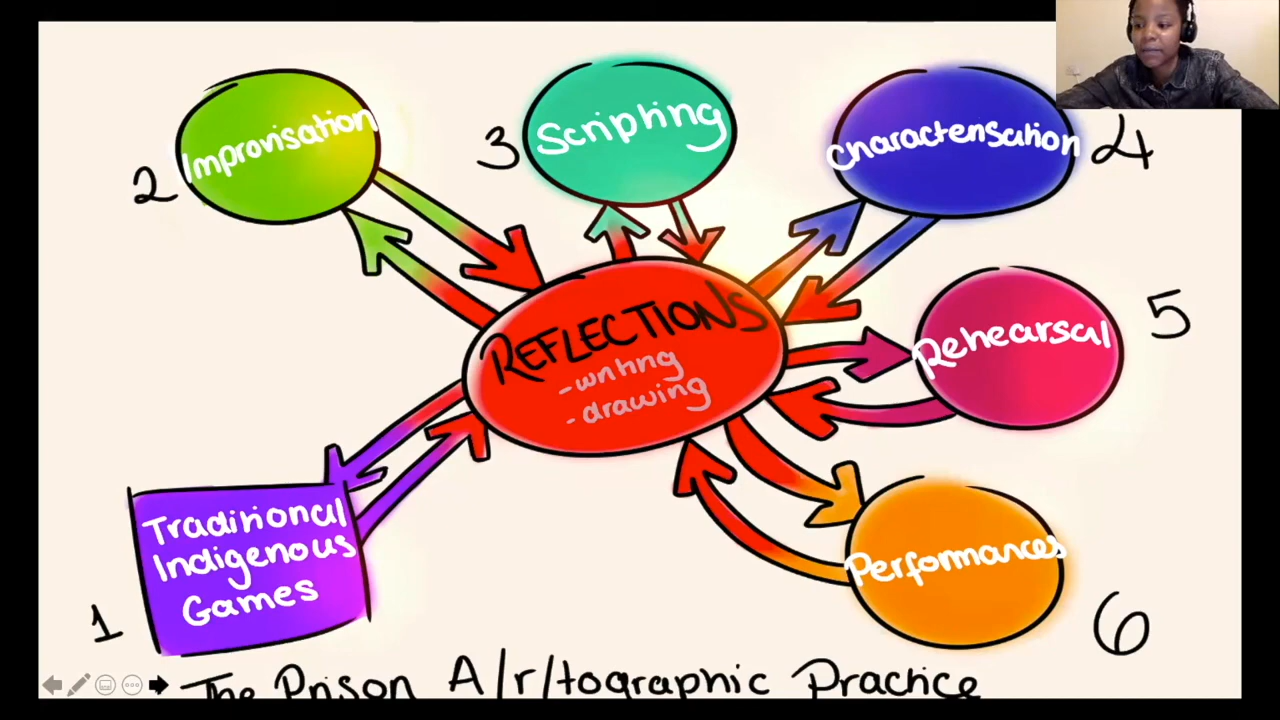 2
Improvisation
3
Scripting
Characterisation
4
REFLECTIONS
-writing
-drawing
Rehearsal
5
Traditional
Indigenous
Games
1
Performances
6
The Prison A/r/tographic Practice